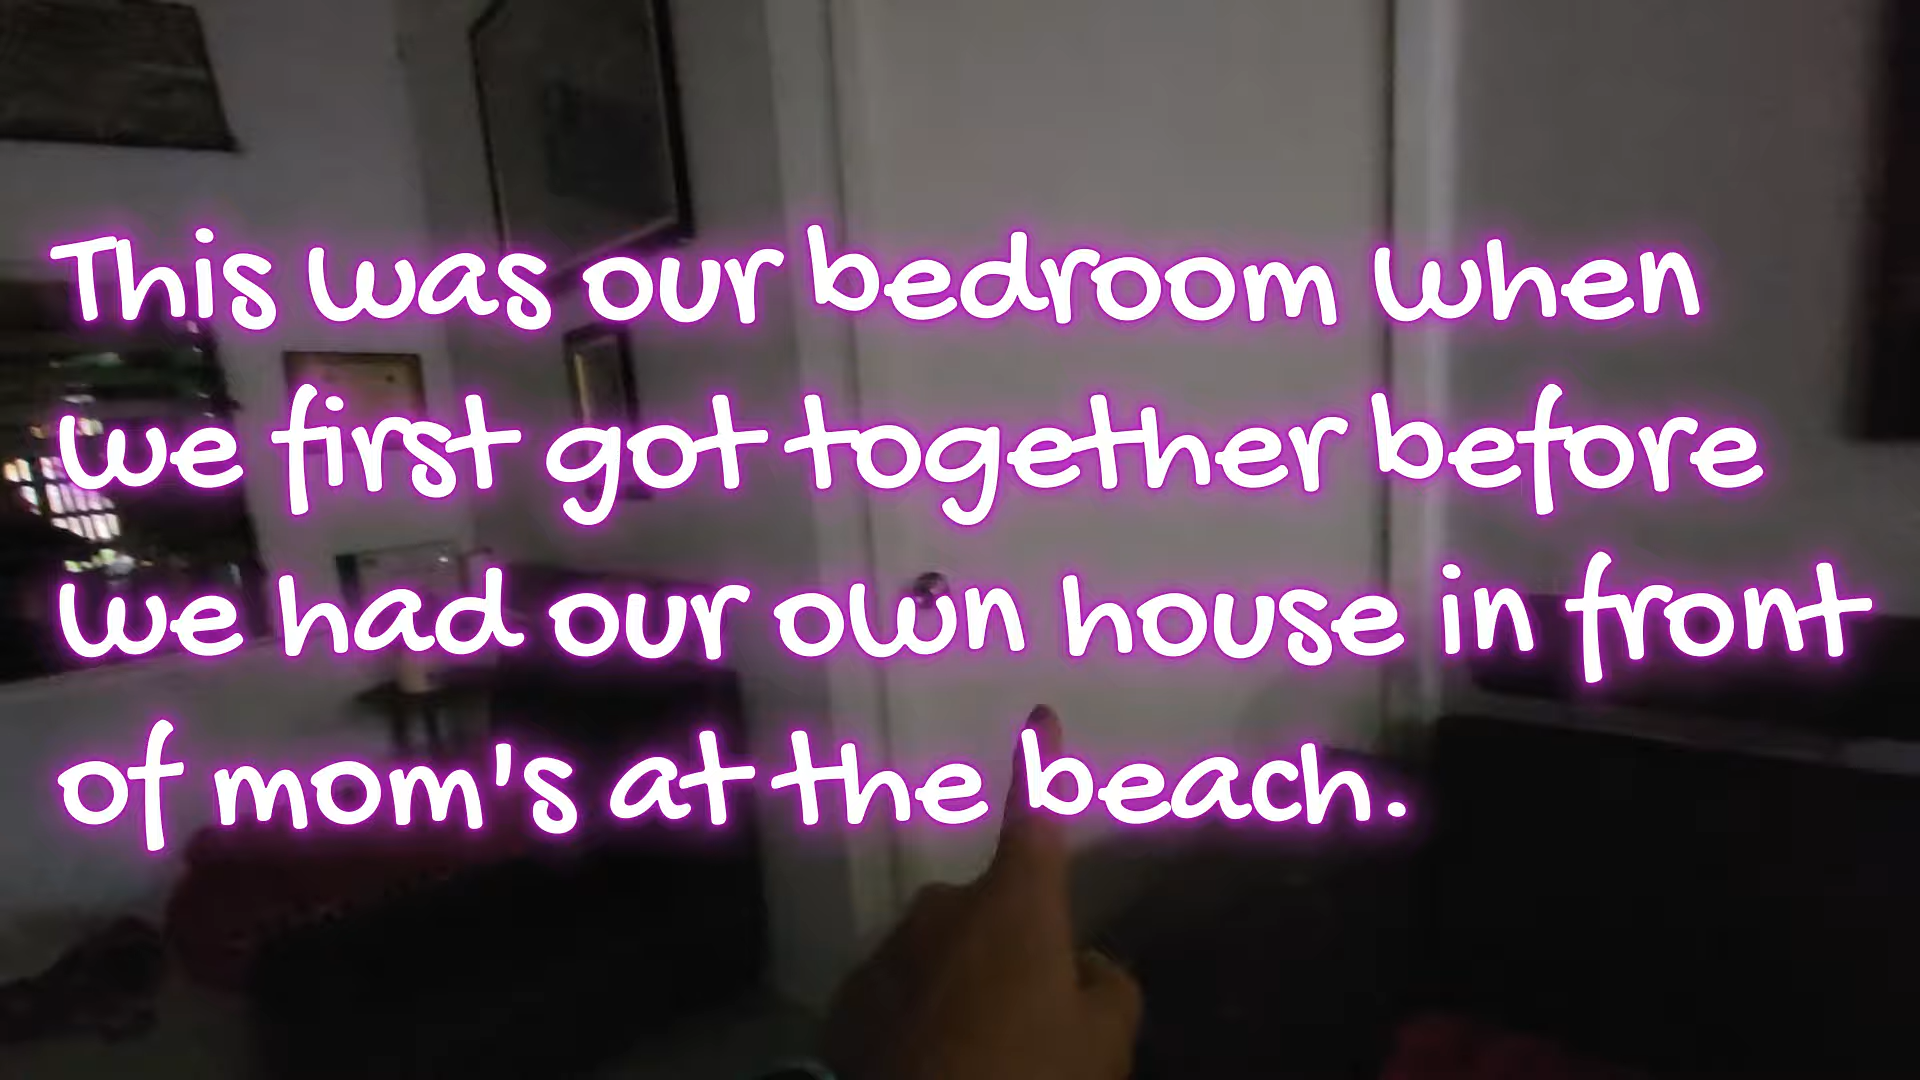 This was our bedroom when
we first got together before
we had our own house in front
of mom's at the beach.